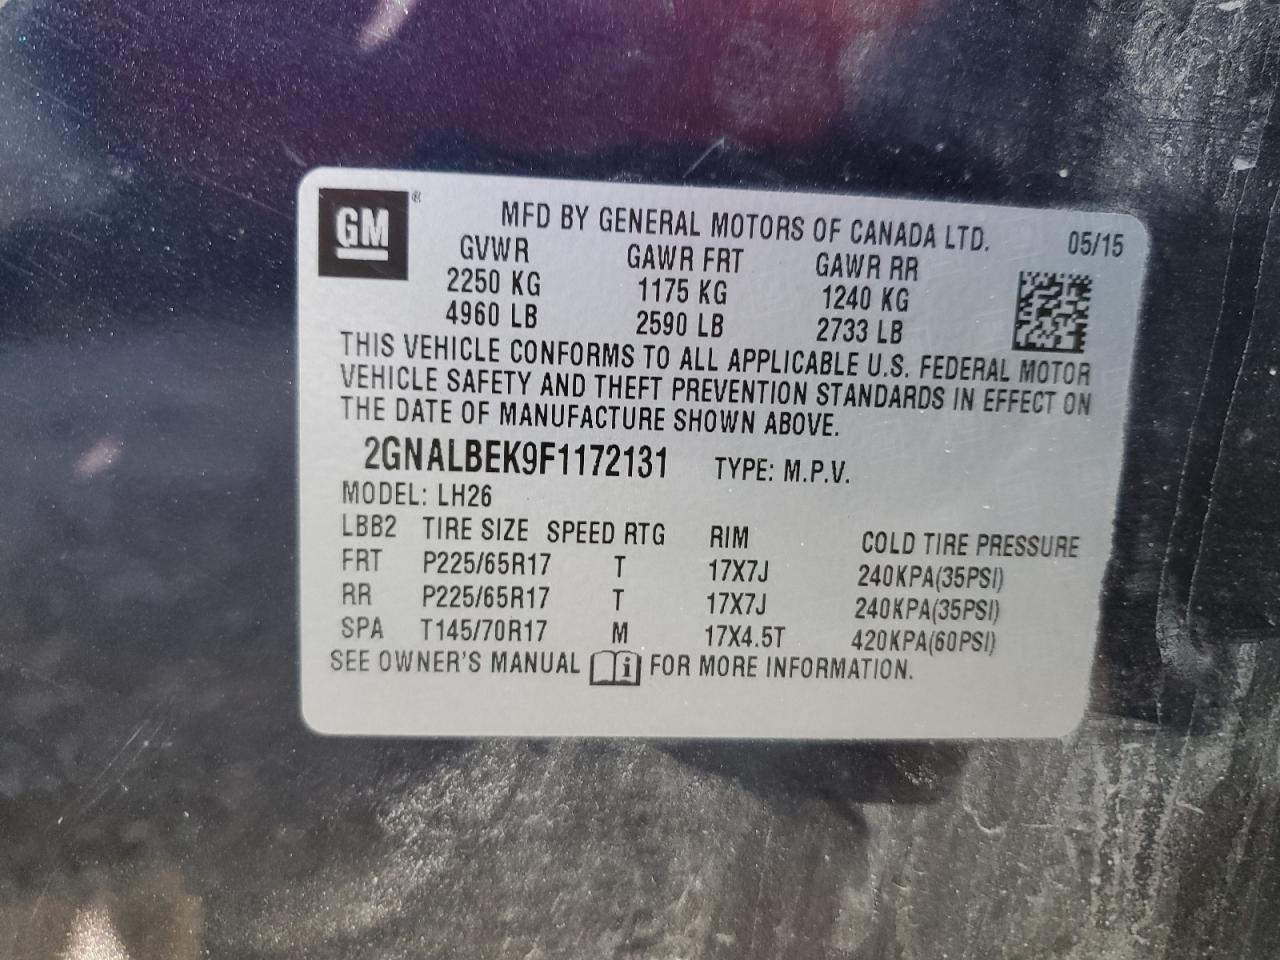 GM ®
MFD BY GENERAL MOTORS OF CANADA LTD. 05/15
GVWR GAWR FRT GAWR RR
2250 KG 1175 KG 1240 KG
4960 LB 2590 LB 2733 LB
THIS VEHICLE CONFORMS TO ALL APPLICABLE U.S. FEDERAL MOTOR
VEHICLE SAFETY AND THEFT PREVENTION STANDARDS IN EFFECT ON
THE DATE OF MANUFACTURE SHOWN ABOVE.
2GNALBEK9F1172131 TYPE: M.P.V.
MODEL: LH26
LBB2 TIRE SIZE SPEED RTG RIM COLD TIRE PRESSURE
FRT P225/65R17 T 17X7J 240KPA(35PSI)
RR P225/65R17 T 17X7J 240KPA(35PSI)
SPA T145/70R17 M 17X4.5T 420KPA(60PSI)
SEE OWNER'S MANUAL i FOR MORE INFORMATION.